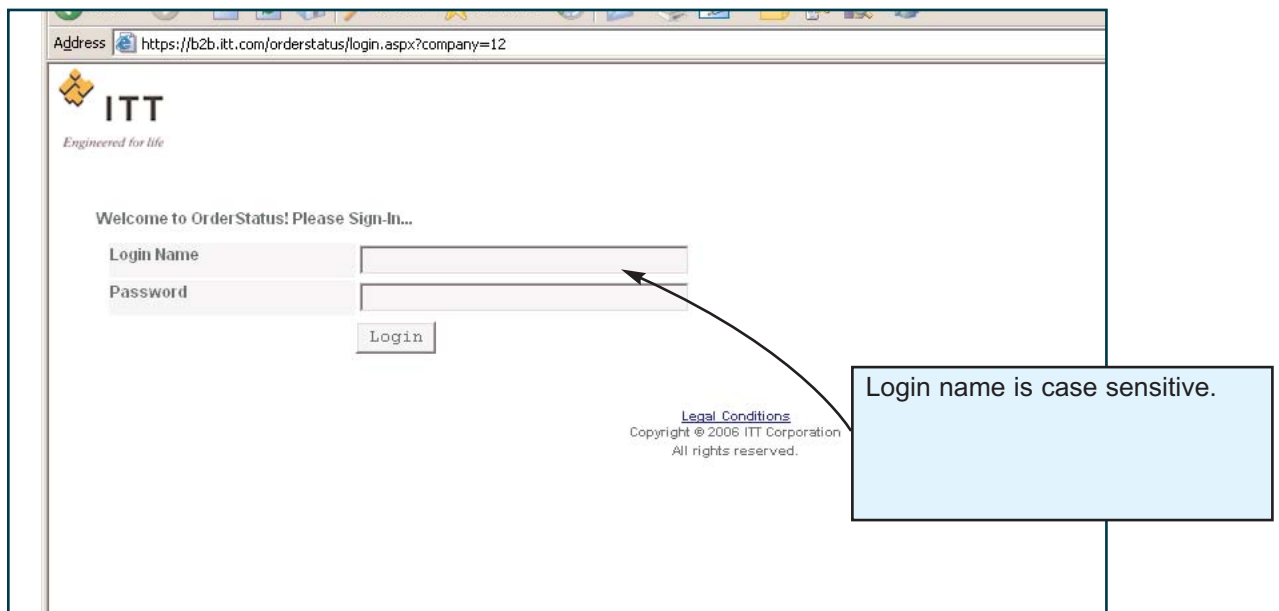 Address https://b2b.itt.com/orderstatus/login.aspx?company=12
ITT
Engineered for life
Welcome to OrderStatus! Please Sign-In...
Login Name
Password
Login
Login name is case sensitive.
Legal Conditions
Copyright © 2006 ITT Corporation
All rights reserved.